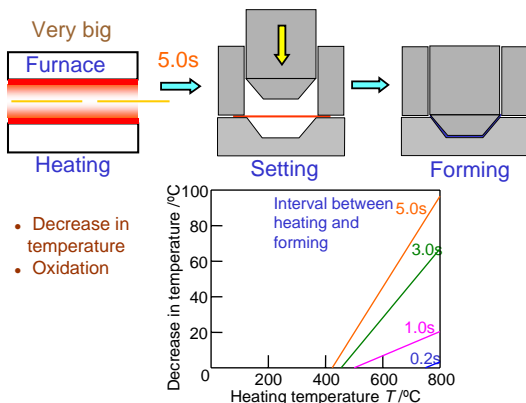 Very big
Furnace
5.0s
Heating
Setting
Forming
• Decrease in
temperature
• Oxidation
Decrease in temperature /ºC
100
80
60
40
20
0
200
400
600
800
Heating temperature T /ºC
Interval between
heating and
forming
5.0s
3.0s
1.0s
0.2s